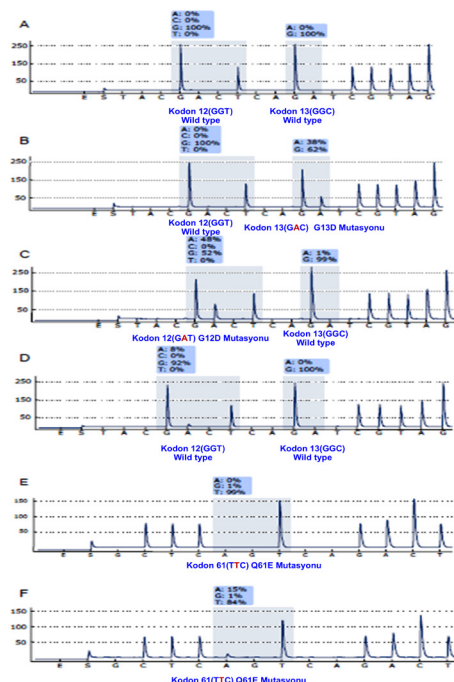 A
A: 0%
C: 0%
G: 100%
T: 0%
A: 0%
G: 100%
250
150
50
E S T A C G A C T C A G A T C G T A G
Kodon 12(GGT)
Wild type
Kodon 13(GGC)
Wild type
B
A: 0%
C: 0%
G: 100%
T: 0%
A: 38%
G: 62%
250
150
50
E S T A C G A C T C A G A T C G T A G
Kodon 12(GGT)
Wild type
Kodon 13(GAC) G13D Mutasyonu
C
A: 48%
C: 0%
G: 52%
T: 0%
A: 1%
G: 99%
250
150
50
E S T A C G A C T C A G A T C G T A G
Kodon 12(GAT) G12D Mutasyonu
Kodon 13(GGC)
Wild type
D
A: 8%
C: 0%
G: 92%
T: 0%
A: 0%
G: 100%
250
150
50
E S T A C G A C T C A G A T C G T A G
Kodon 12(GGT)
Wild type
Kodon 13(GGC)
Wild type
E
A: 0%
G: 1%
T: 99%
150
100
50
E S G C T C A G T C A G A C T
Kodon 61(TTC) Q61E Mutasyonu
F
A: 15%
G: 1%
T: 84%
150
100
50
E S G C T C A G T C A G A C T
Kodon 61(TTC) Q61E Mutasyonu